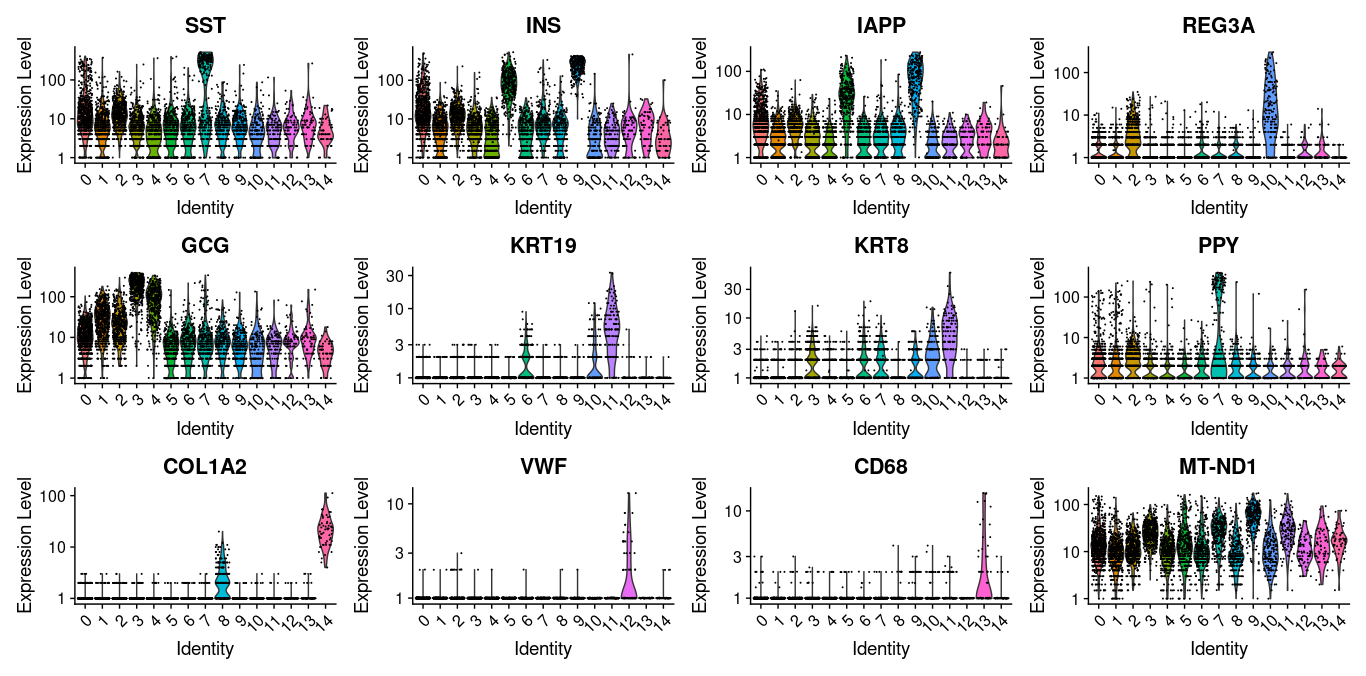 SST INS IAPP REG3A
Expression Level Expression Level Expression Level Expression Level
100 100 100 100
10 10 10 10
1 1 1 1
0 1 2 3 4 5 6 7 8 9 10 11 12 13 14 0 1 2 3 4 5 6 7 8 9 10 11 12 13 14 0 1 2 3 4 5 6 7 8 9 10 11 12 13 14 0 1 2 3 4 5 6 7 8 9 10 11 12 13 14
Identity Identity Identity Identity
GCG KRT19 KRT8 PPY
Expression Level Expression Level Expression Level Expression Level
100 30 30 100
10 10 10 10
3 3
1 1 1 1
0 1 2 3 4 5 6 7 8 9 10 11 12 13 14 0 1 2 3 4 5 6 7 8 9 10 11 12 13 14 0 1 2 3 4 5 6 7 8 9 10 11 12 13 14 0 1 2 3 4 5 6 7 8 9 10 11 12 13 14
Identity Identity Identity Identity
COL1A2 VWF CD68 MT-ND1
Expression Level Expression Level Expression Level Expression Level
100 10 10 100
10 3 3 10
1 1 1 1
0 1 2 3 4 5 6 7 8 9 10 11 12 13 14 0 1 2 3 4 5 6 7 8 9 10 11 12 13 14 0 1 2 3 4 5 6 7 8 9 10 11 12 13 14 0 1 2 3 4 5 6 7 8 9 10 11 12 13 14
Identity Identity Identity Identity